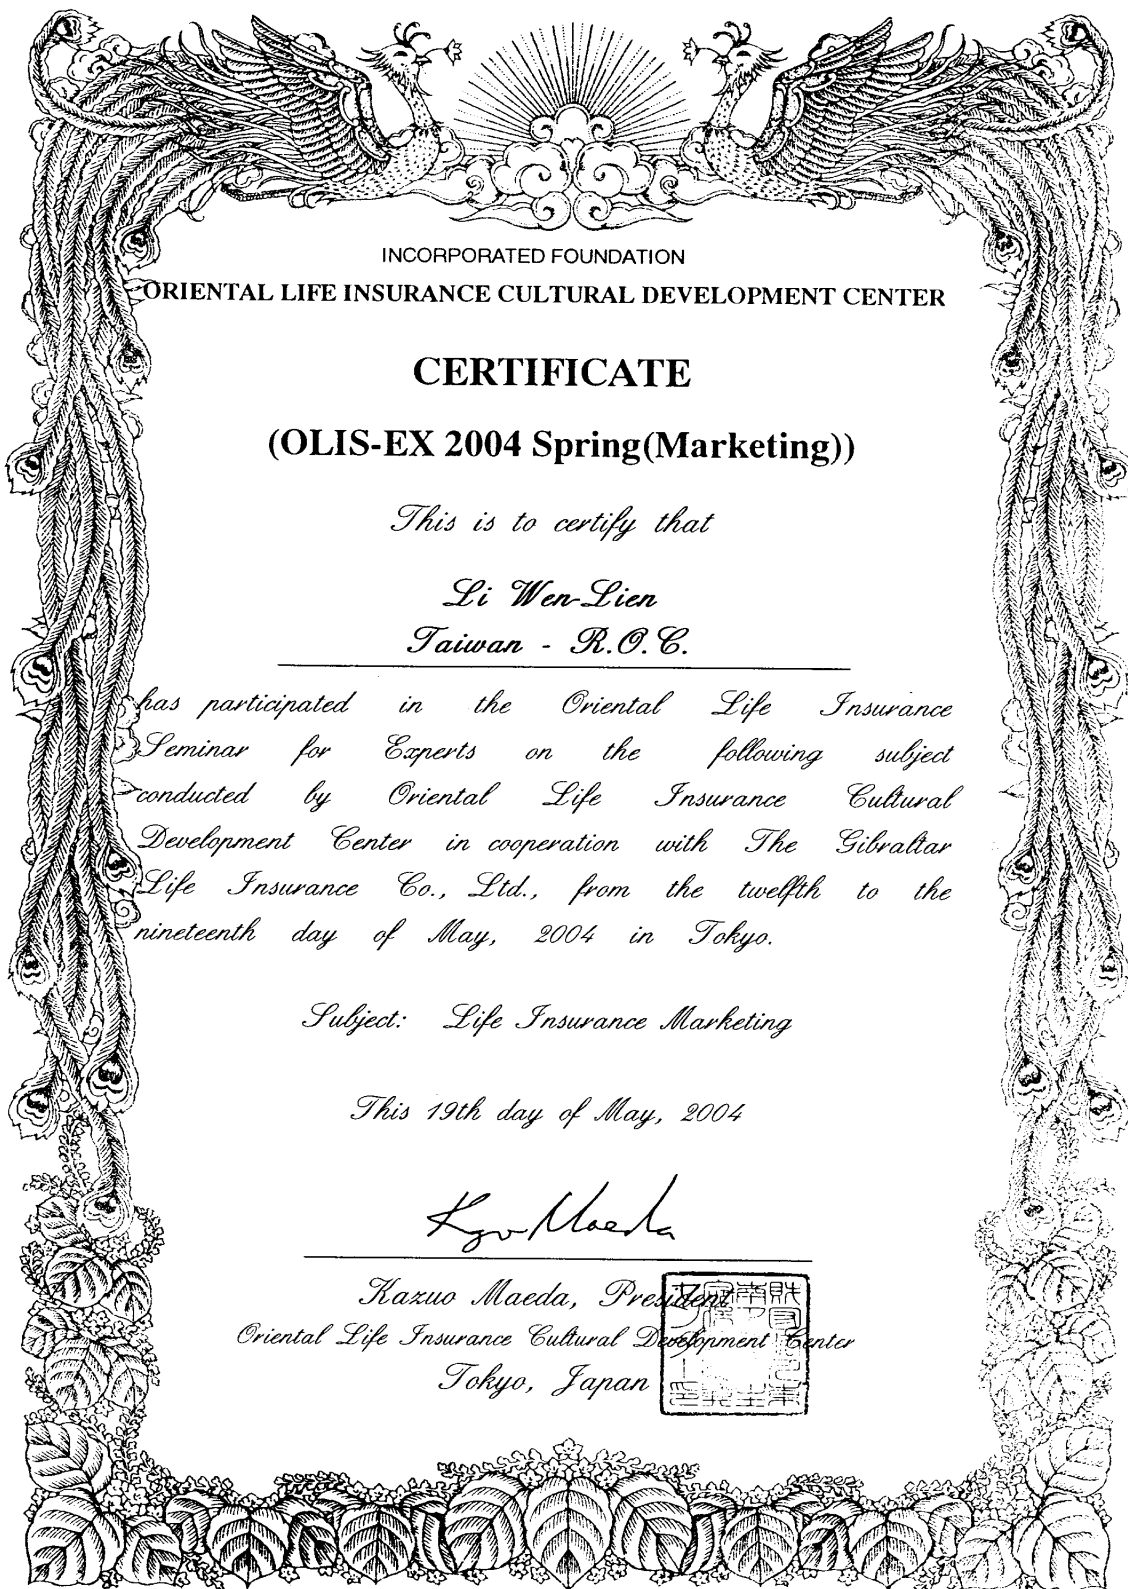 INCORPORATED FOUNDATION
ORIENTAL LIFE INSURANCE CULTURAL DEVELOPMENT CENTER
CERTIFICATE
(OLIS-EX 2004 Spring(Marketing))
This is to certify that
Li Wen-Lien
Taiwan - R.O.C.
has participated in the Oriental Life Insurance
Seminar for Experts on the following subject
conducted by Oriental Life Insurance Cultural
Development Center in cooperation with The Gibraltar
Life Insurance Co., Ltd., from the twelfth to the
nineteenth day of May, 2004 in Tokyo.
Subject: Life Insurance Marketing
This 19th day of May, 2004
Kazuo Maeda, President
Oriental Life Insurance Cultural Development Center
Tokyo, Japan